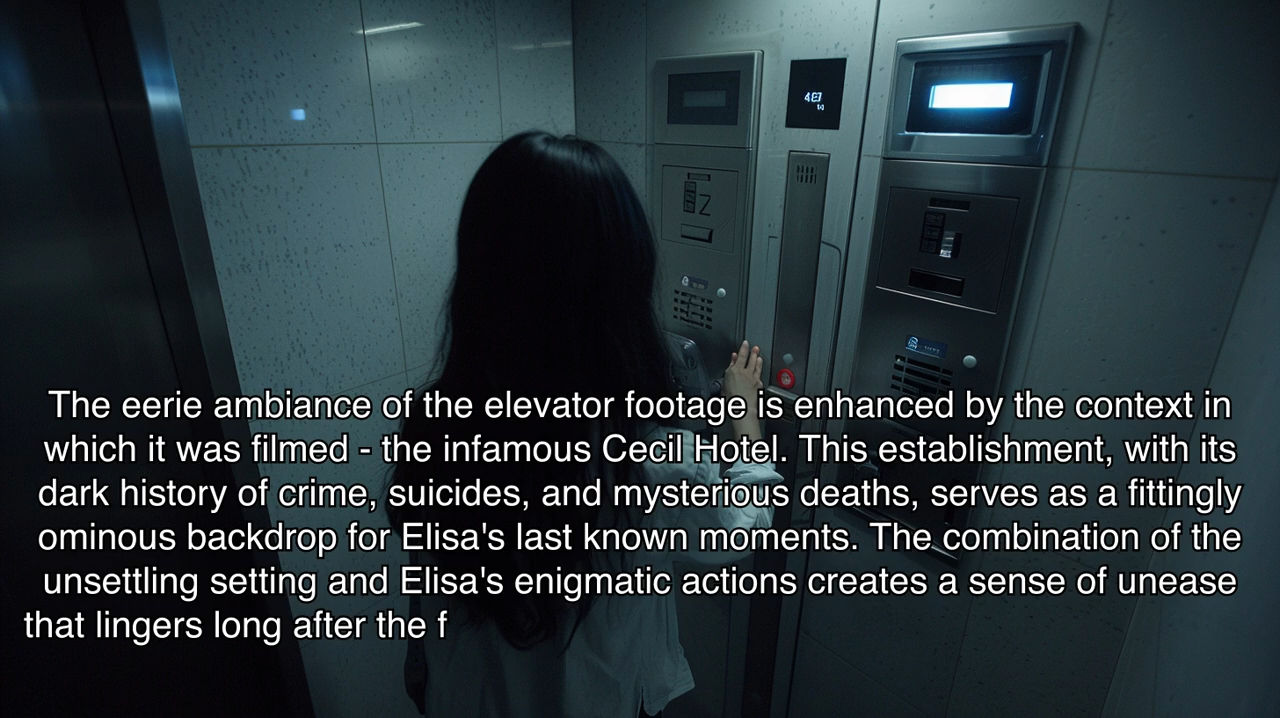 The eerie ambiance of the elevator footage is enhanced by the context in
which it was filmed - the infamous Cecil Hotel. This establishment, with its
dark history of crime, suicides, and mysterious deaths, serves as a fittingly
ominous backdrop for Elisa's last known moments. The combination of the
unsettling setting and Elisa's enigmatic actions creates a sense of unease
that lingers long after the f